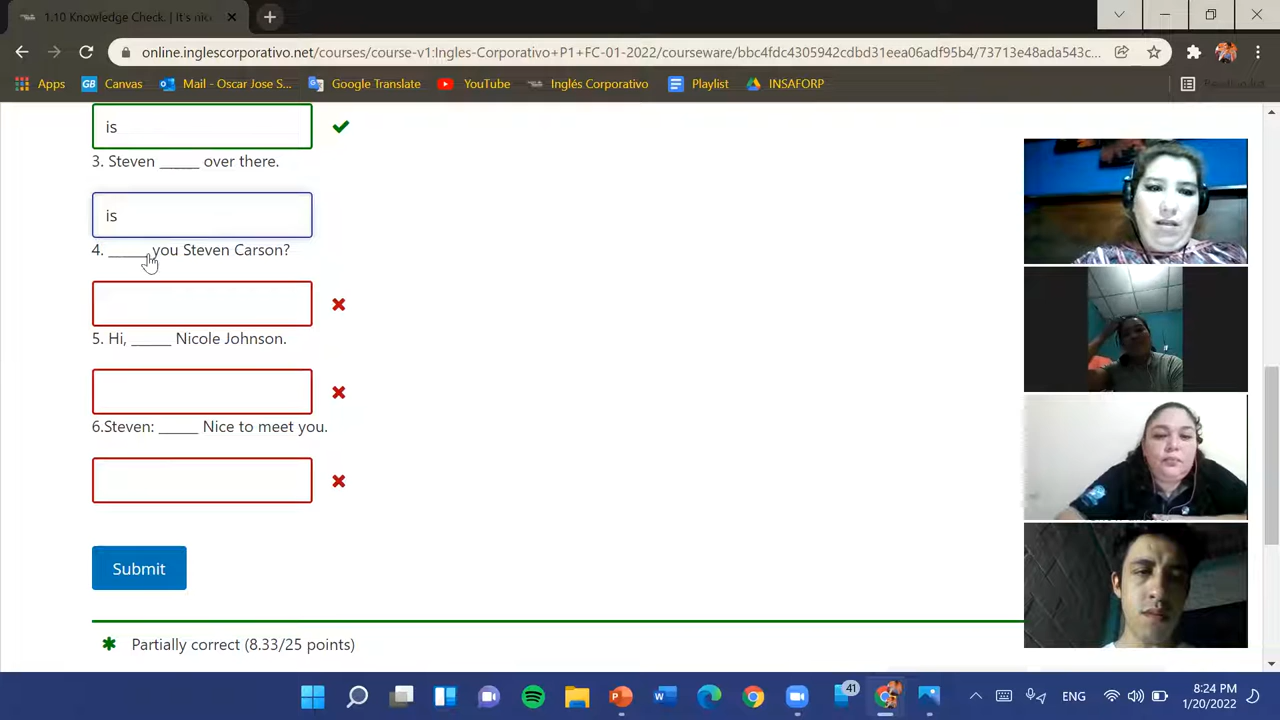 1.10 Knowledge Check. | It's nic
online.inglescorporativo.net/courses/course-v1:Ingles-Corporativo+P1+FC-01-2022/courseware/bbc4fdc4305942cdbd31eea06adf95b4/73713e48ada543c...
Apps Canvas Mail - Oscar Jose S... Google Translate YouTube Inglés Corporativo Playlist INSAFORP Reading list
is
3. Steven _____ over there.
is
4. _____ you Steven Carson?
5. Hi, _____ Nicole Johnson.
6.Steven: _____ Nice to meet you.
Submit
Partially correct (8.33/25 points)
41
ENG
8:24 PM
1/20/2022